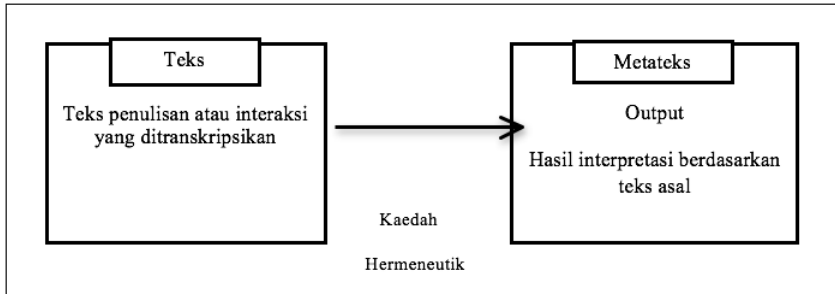 Teks
Teks penulisan atau interaksi
yang ditranskripsikan
Kaedah
Hermeneutik
Metateks
Output
Hasil interpretasi berdasarkan
teks asal